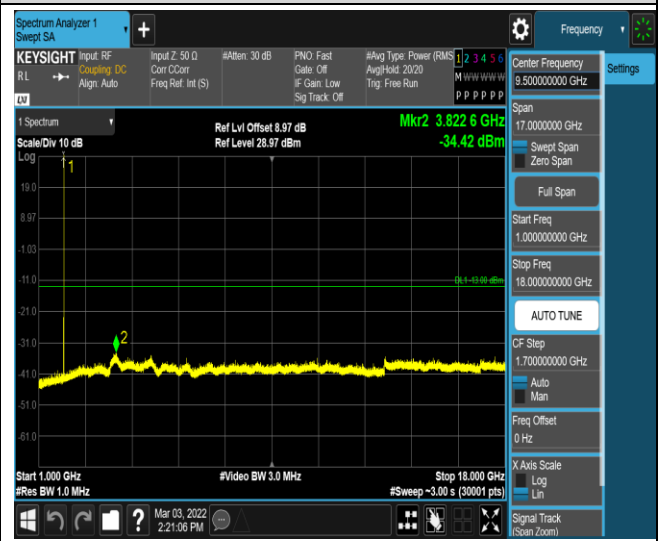 Spectrum Analyzer 1
Swept SA
+
Frequency
KEYSIGHT
RL
LXI
Input: RF
Coupling: DC
Align: Auto
Input Z: 50 Ω
Corr CCorr
Freq Ref: Int (S)
#Atten: 30 dB
PNO: Fast
Gate: Off
IF Gain: Low
Sig Track: Off
#Avg Type: Power (RMS
Avg|Hold: 20/20
Trig: Free Run
1 2 3 4 5 6
M W W W W W
P P P P P P
1 Spectrum
Scale/Div 10 dB
Log
Ref Lvl Offset 8.97 dB
Ref Level 28.97 dBm
Mkr2 3.822 6 GHz
-34.42 dBm
1
19.0
8.97
-1.03
-11.0
DL1 -13.00 dBm
-21.0
-31.0
2
-41.0
-51.0
-61.0
Start 1.000 GHz
#Res BW 1.0 MHz
#Video BW 3.0 MHz
Stop 18.000 GHz
#Sweep ~3.00 s (30001 pts)
?
Mar 03, 2022
2:21:06 PM
Center Frequency
9.500000000 GHz
Settings
Span
17.0000000 GHz
Swept Span
Zero Span
Full Span
Start Freq
1.000000000 GHz
Stop Freq
18.000000000 GHz
AUTO TUNE
CF Step
1.700000000 GHz
Auto
Man
Freq Offset
0 Hz
X Axis Scale
Log
Lin
Signal Track
(Span Zoom)